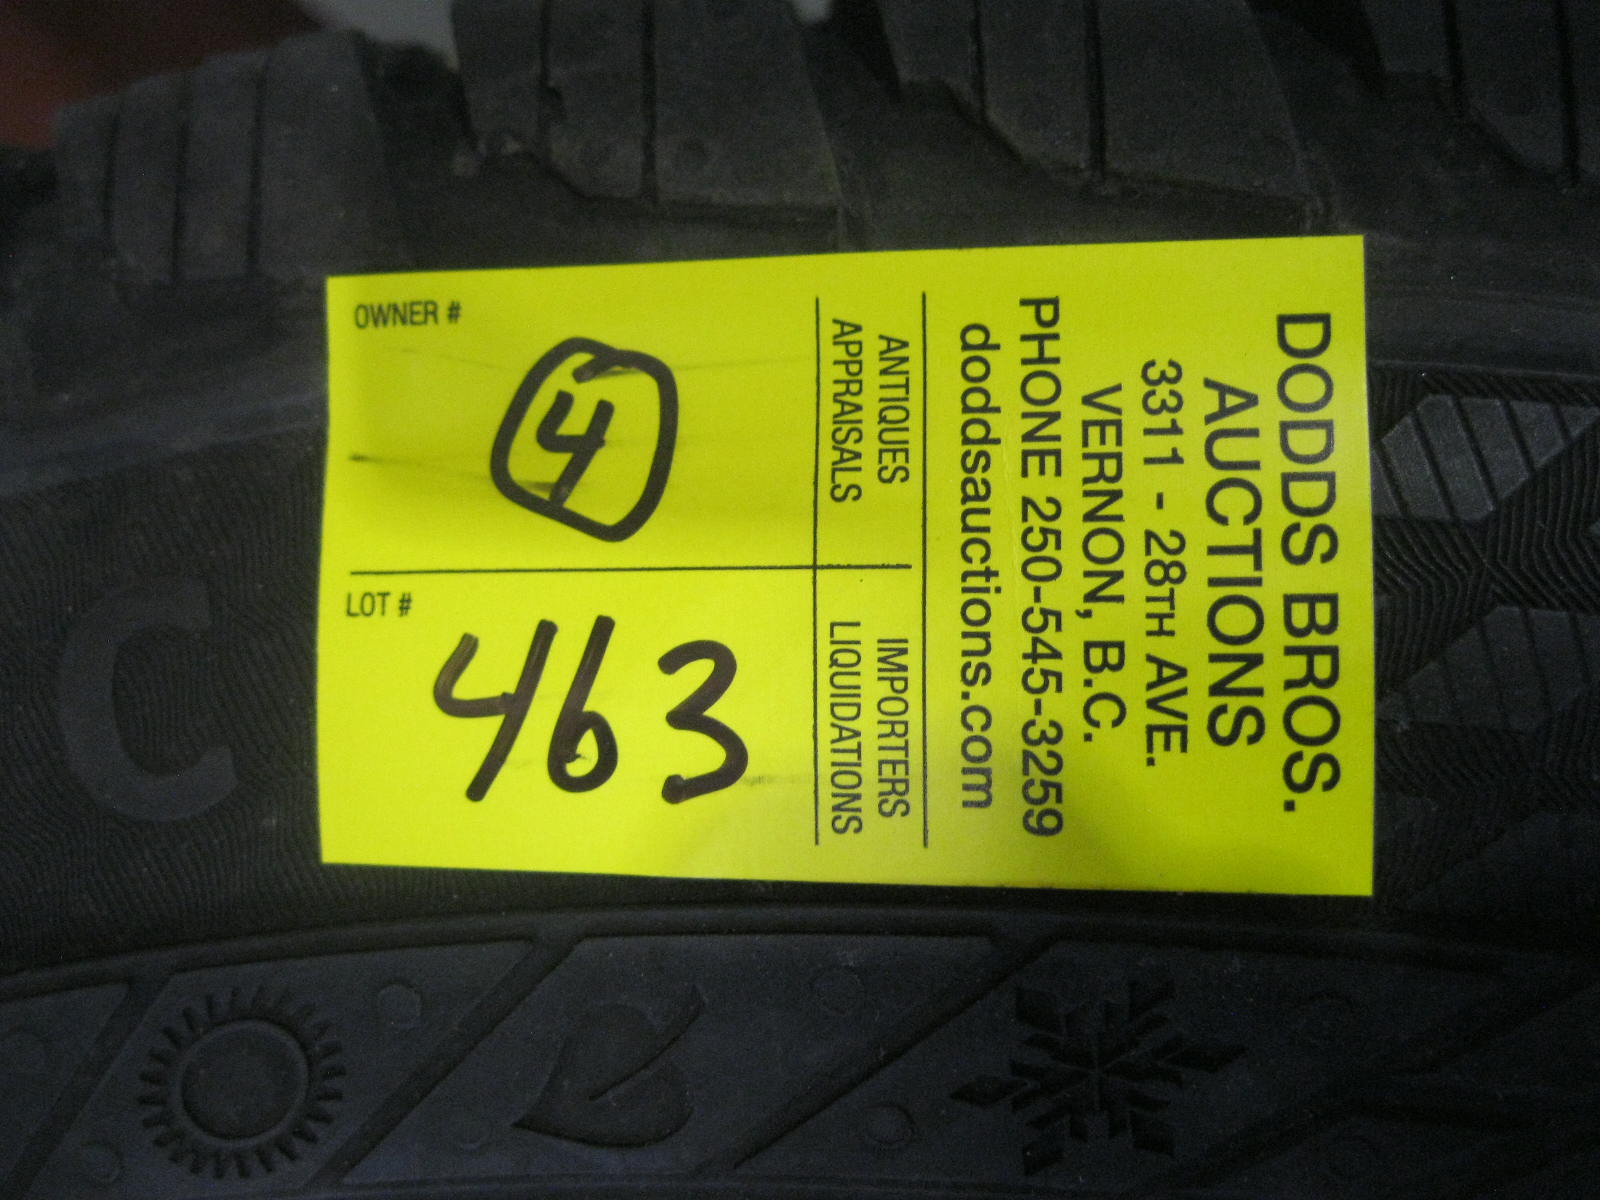 DODDS BROS.
AUCTIONS
3311 - 28TH AVE.
VERNON, B.C.
PHONE 250-545-3259
doddsauctions.com
ANTIQUES
APPRAISALS
IMPORTERS
LIQUIDATIONS
OWNER #
4
LOT #
463
C